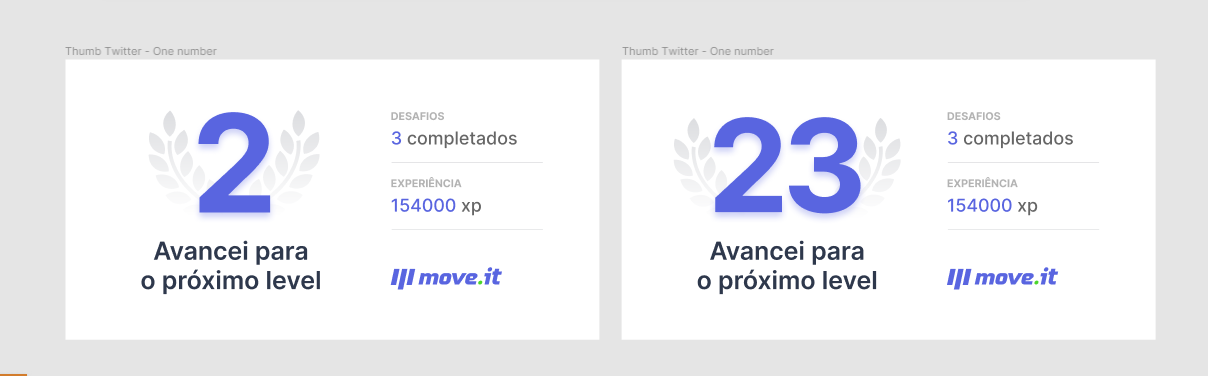 Thumb Twitter - One number
2
Avancei para
o próximo level
DESAFIOS
3 completados
EXPERIÊNCIA
154000 xp
move.it
Thumb Twitter - One number
23
Avancei para
o próximo level
DESAFIOS
3 completados
EXPERIÊNCIA
154000 xp
move.it